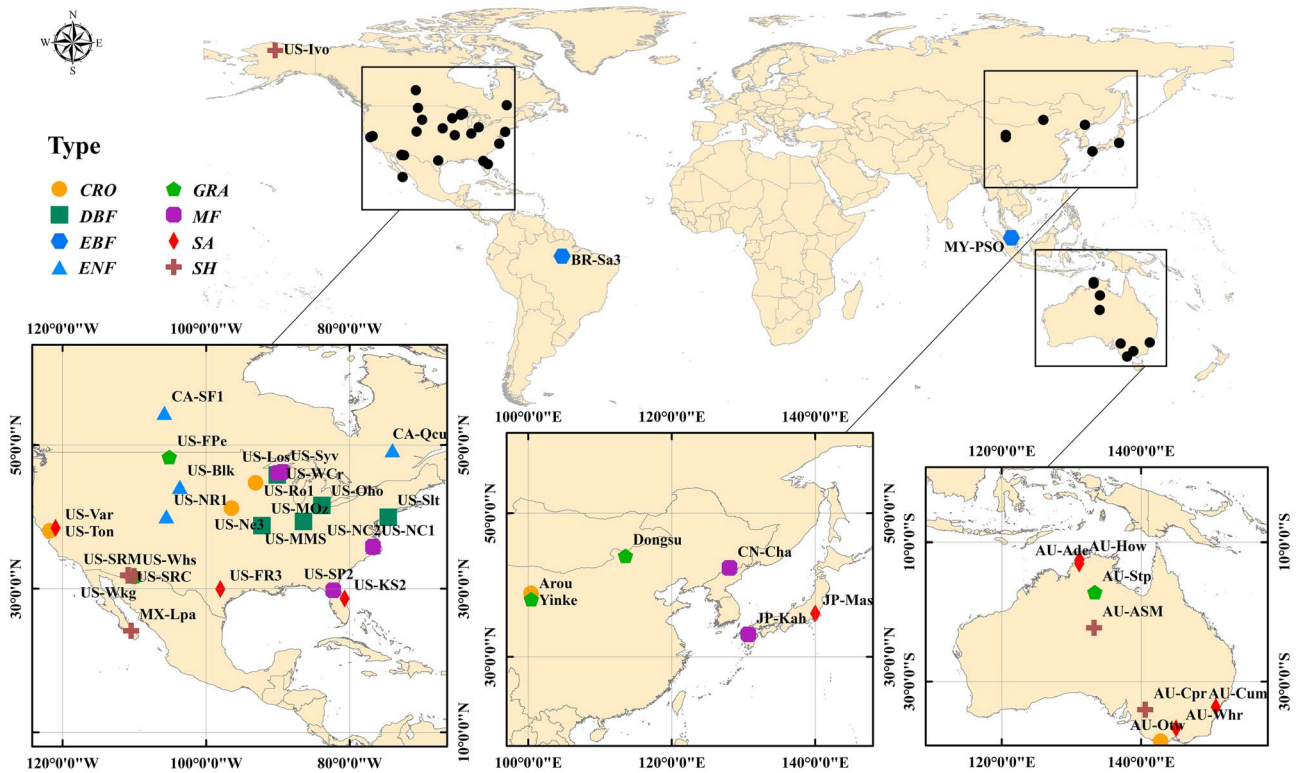 N
W E
S
US-Ivo
Type
CRO GRA
DBF MF
EBF SA
ENF SH
BR-Sa3
MY-PSO
120°0'0"W 100°0'0"W 80°0'0"W
50°0'0"N
30°0'0"N
10°0'0"N
50°0'0"N
30°0'0"N
10°0'0"N
CA-SF1
CA-Qcu
US-FPe
US-Los US-Syv
US-Blk
US-WCr
US-Ro1 US-Oho
US-NR1
US-MOz
US-Slt
US-Var
US-Ton
US-Ne3
US-MMS
US-NC2 US-NC1
US-SRM US-Whs
US-SRC
US-Wkg
US-FR3
US-SP2
US-KS2
MX-Lpa
120°0'0"W 100°0'0"W 80°0'0"W
100°0'0"E 120°0'0"E 140°0'0"E
50°0'0"N
30°0'0"N
50°0'0"N
30°0'0"N
Dongsu
CN-Cha
Arou
Yinke
JP-Kah
JP-Mas
100°0'0"E 120°0'0"E 140°0'0"E
120°0'0"E 140°0'0"E
10°0'0"S
30°0'0"S
10°0'0"S
30°0'0"S
AU-Ade AU-How
AU-Stp
AU-ASM
AU-Cpr AU-Cum
AU-Otw AU-Whr
120°0'0"E 140°0'0"E